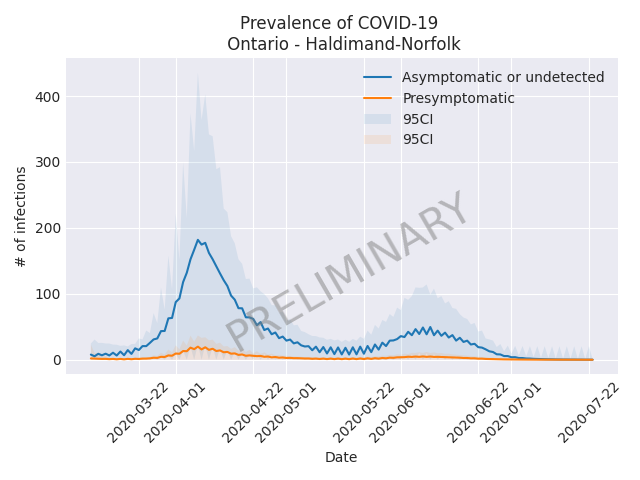 Prevalence of COVID-19
Ontario - Haldimand-Norfolk
Asymptomatic or undetected
Presymptomatic
95CI
95CI
400
300
200
100
0
# of infections
PRELIMINARY
2020-03-22
2020-04-01
2020-04-22
2020-05-01
2020-05-22
2020-06-01
2020-06-22
2020-07-01
2020-07-22
Date